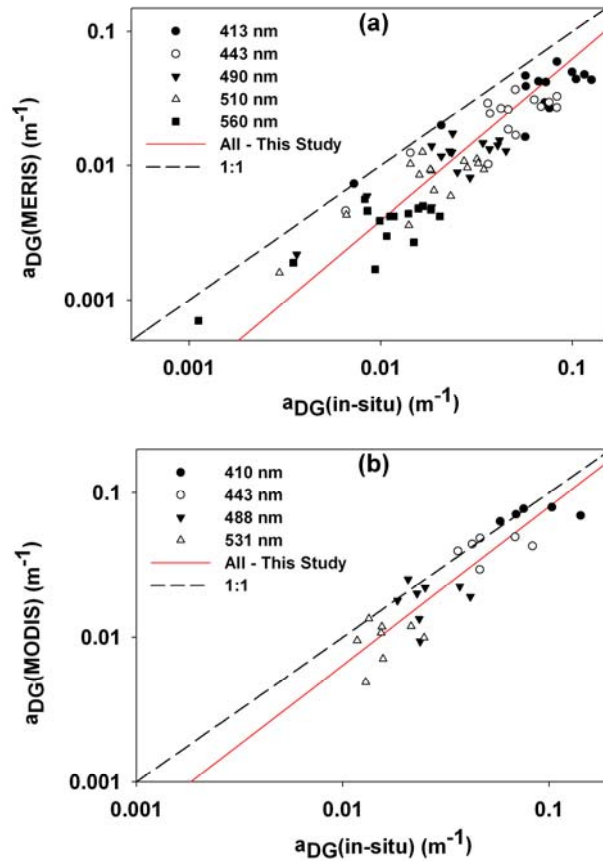 (a)
413 nm
443 nm
490 nm
510 nm
560 nm
All - This Study
1:1
0.1
0.01
0.001
aDG(MERIS) (m⁻¹)
0.001
0.01
0.1
aDG(in-situ) (m⁻¹)
(b)
410 nm
443 nm
488 nm
531 nm
All - This Study
1:1
0.1
0.01
0.001
aDG(MODIS) (m⁻¹)
0.001
0.01
0.1
aDG(in-situ) (m⁻¹)